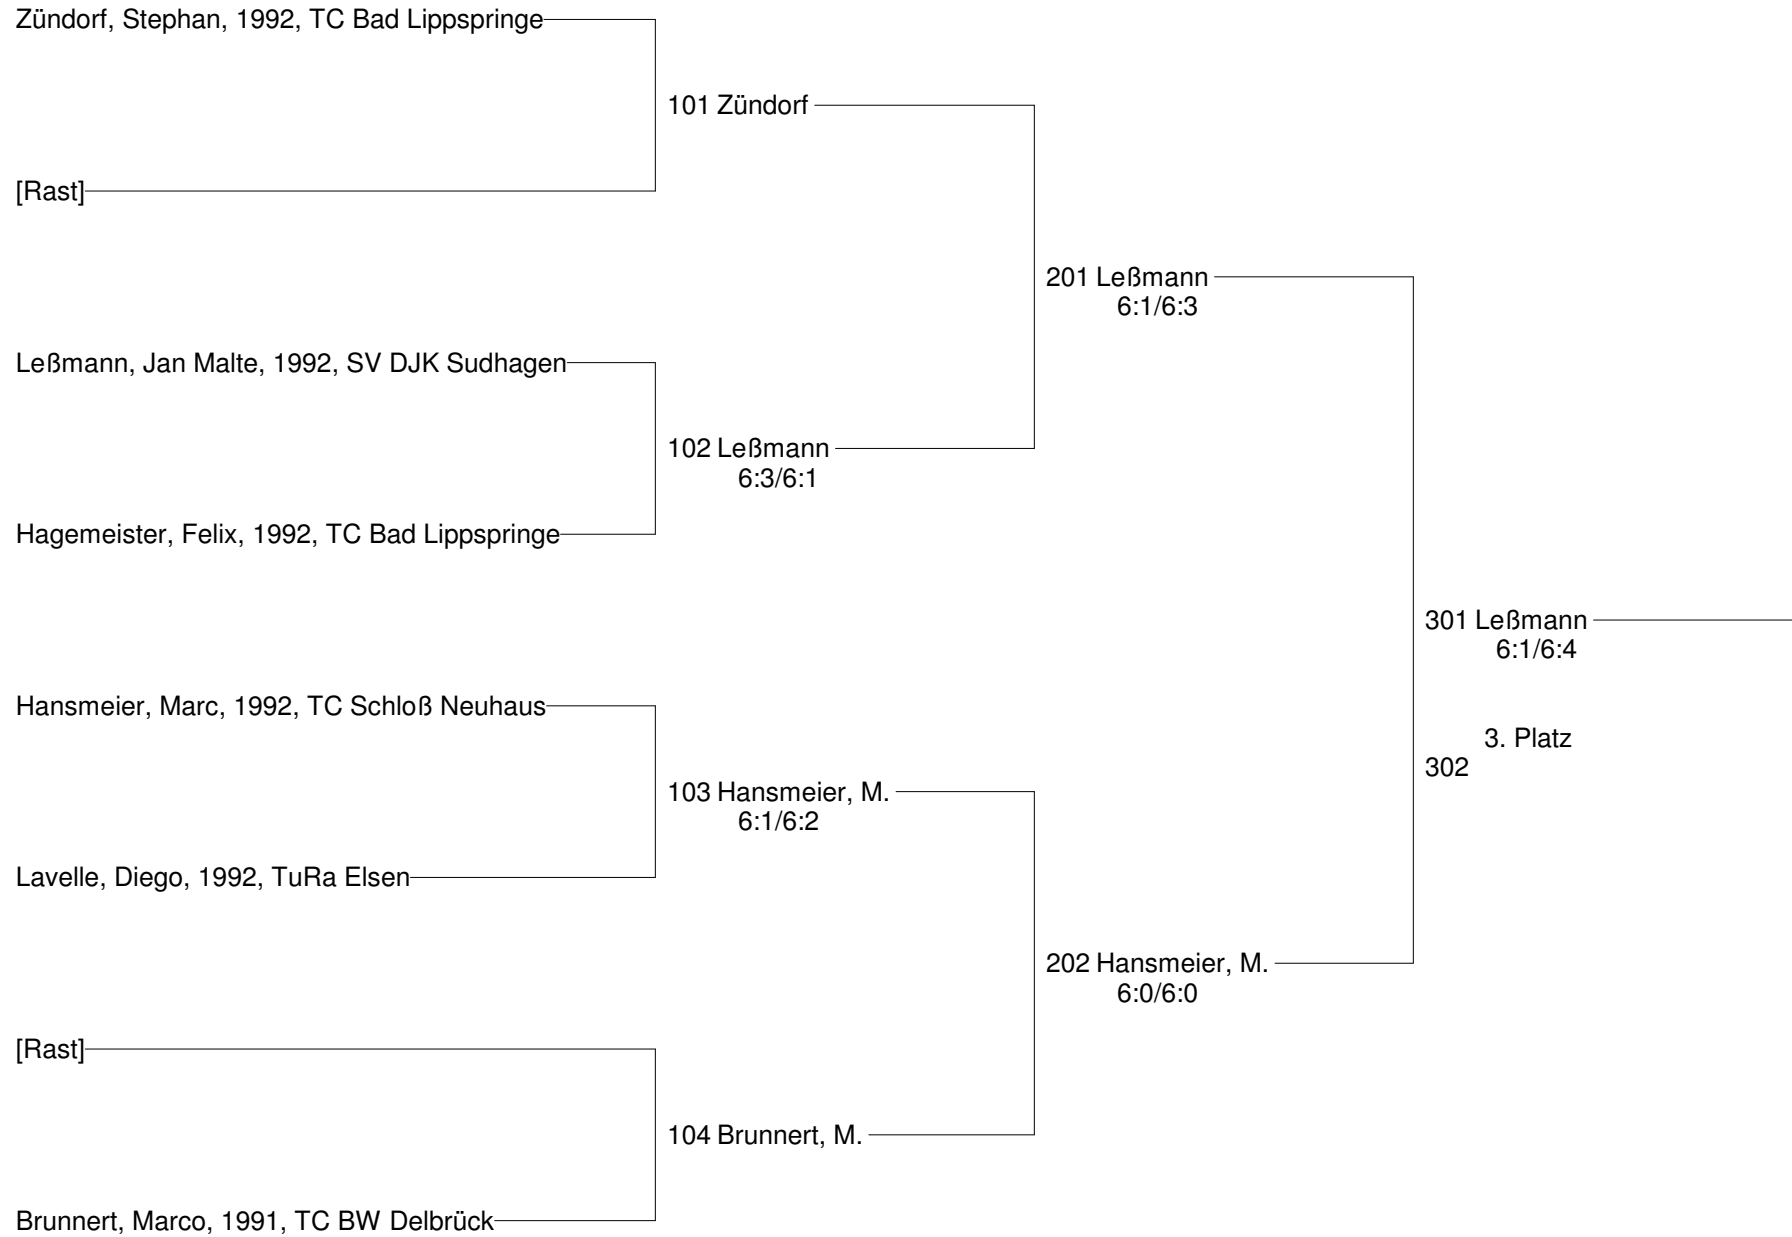 Zündorf, Stephan, 1992, TC Bad Lippspringe
101 Zündorf
[Rast]
201 Leßmann
6:1/6:3
Leßmann, Jan Malte, 1992, SV DJK Sudhagen
102 Leßmann
6:3/6:1
Hagemeister, Felix, 1992, TC Bad Lippspringe
301 Leßmann
6:1/6:4
Hansmeier, Marc, 1992, TC Schloß Neuhaus
3. Platz
302
103 Hansmeier, M.
6:1/6:2
Lavelle, Diego, 1992, TuRa Elsen
202 Hansmeier, M.
6:0/6:0
[Rast]
104 Brunnert, M.
Brunnert, Marco, 1991, TC BW Delbrück